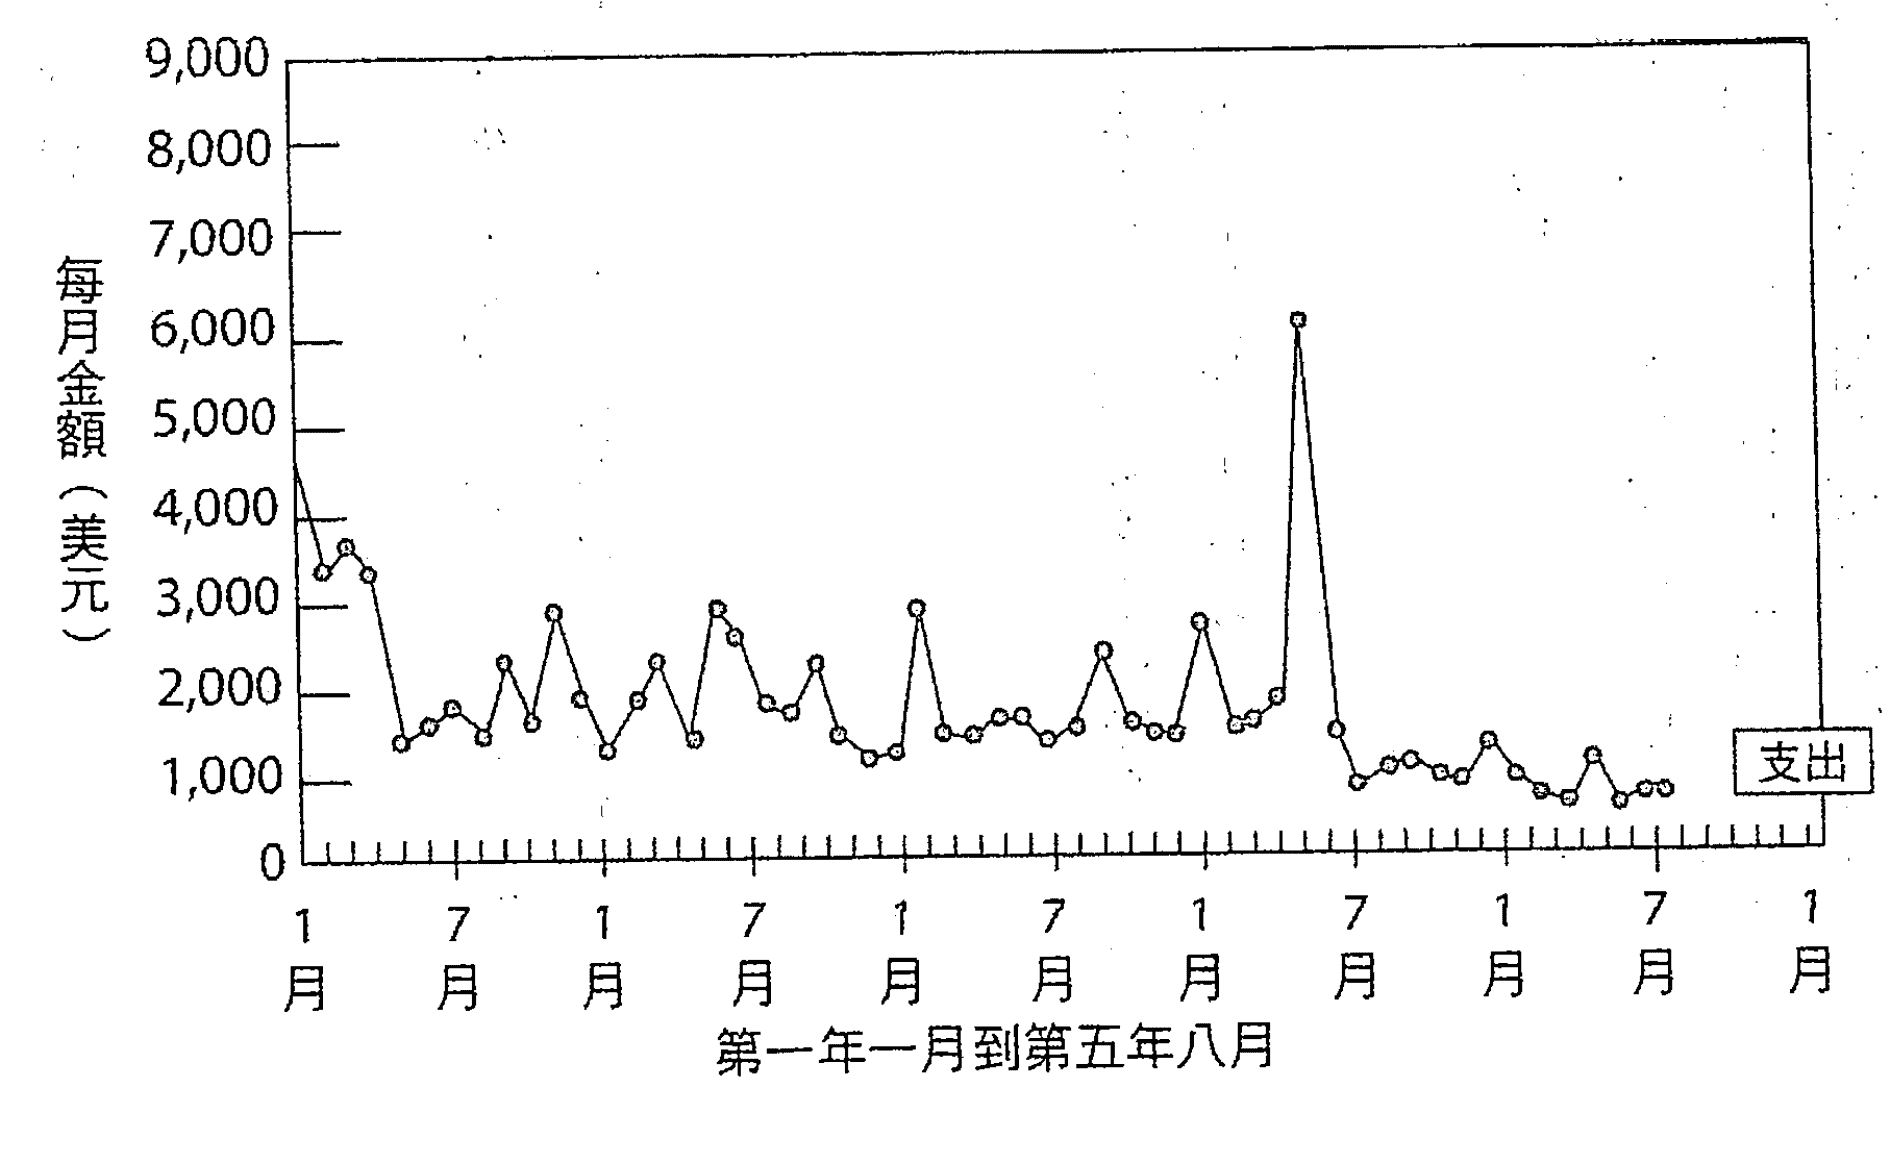 9,000
8,000
7,000
6,000
5,000
4,000
3,000
2,000
1,000
0
每月金額（美元）
支出
1月 7月 1月 7月 1月 7月 1月 7月 1月 7月 1月
第一年一月到第五年八月